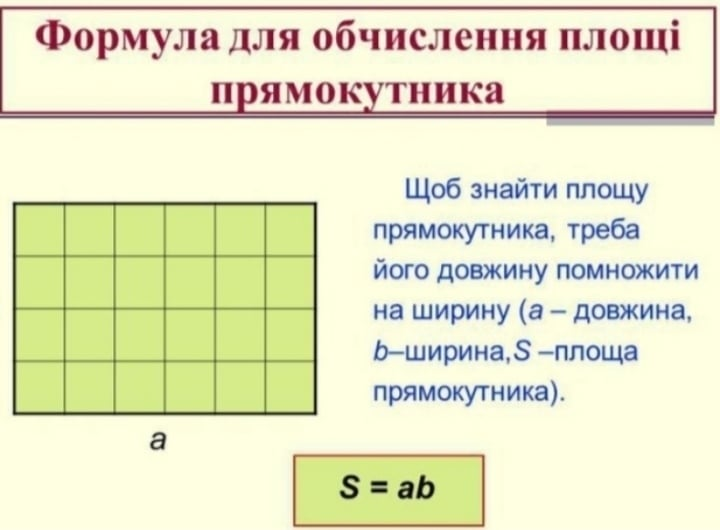 Формула для обчислення площі
прямокутника
Щоб знайти площу
прямокутника, треба
його довжину помножити
на ширину (a – довжина,
b–ширина,S –площа
прямокутника).
a
S = ab